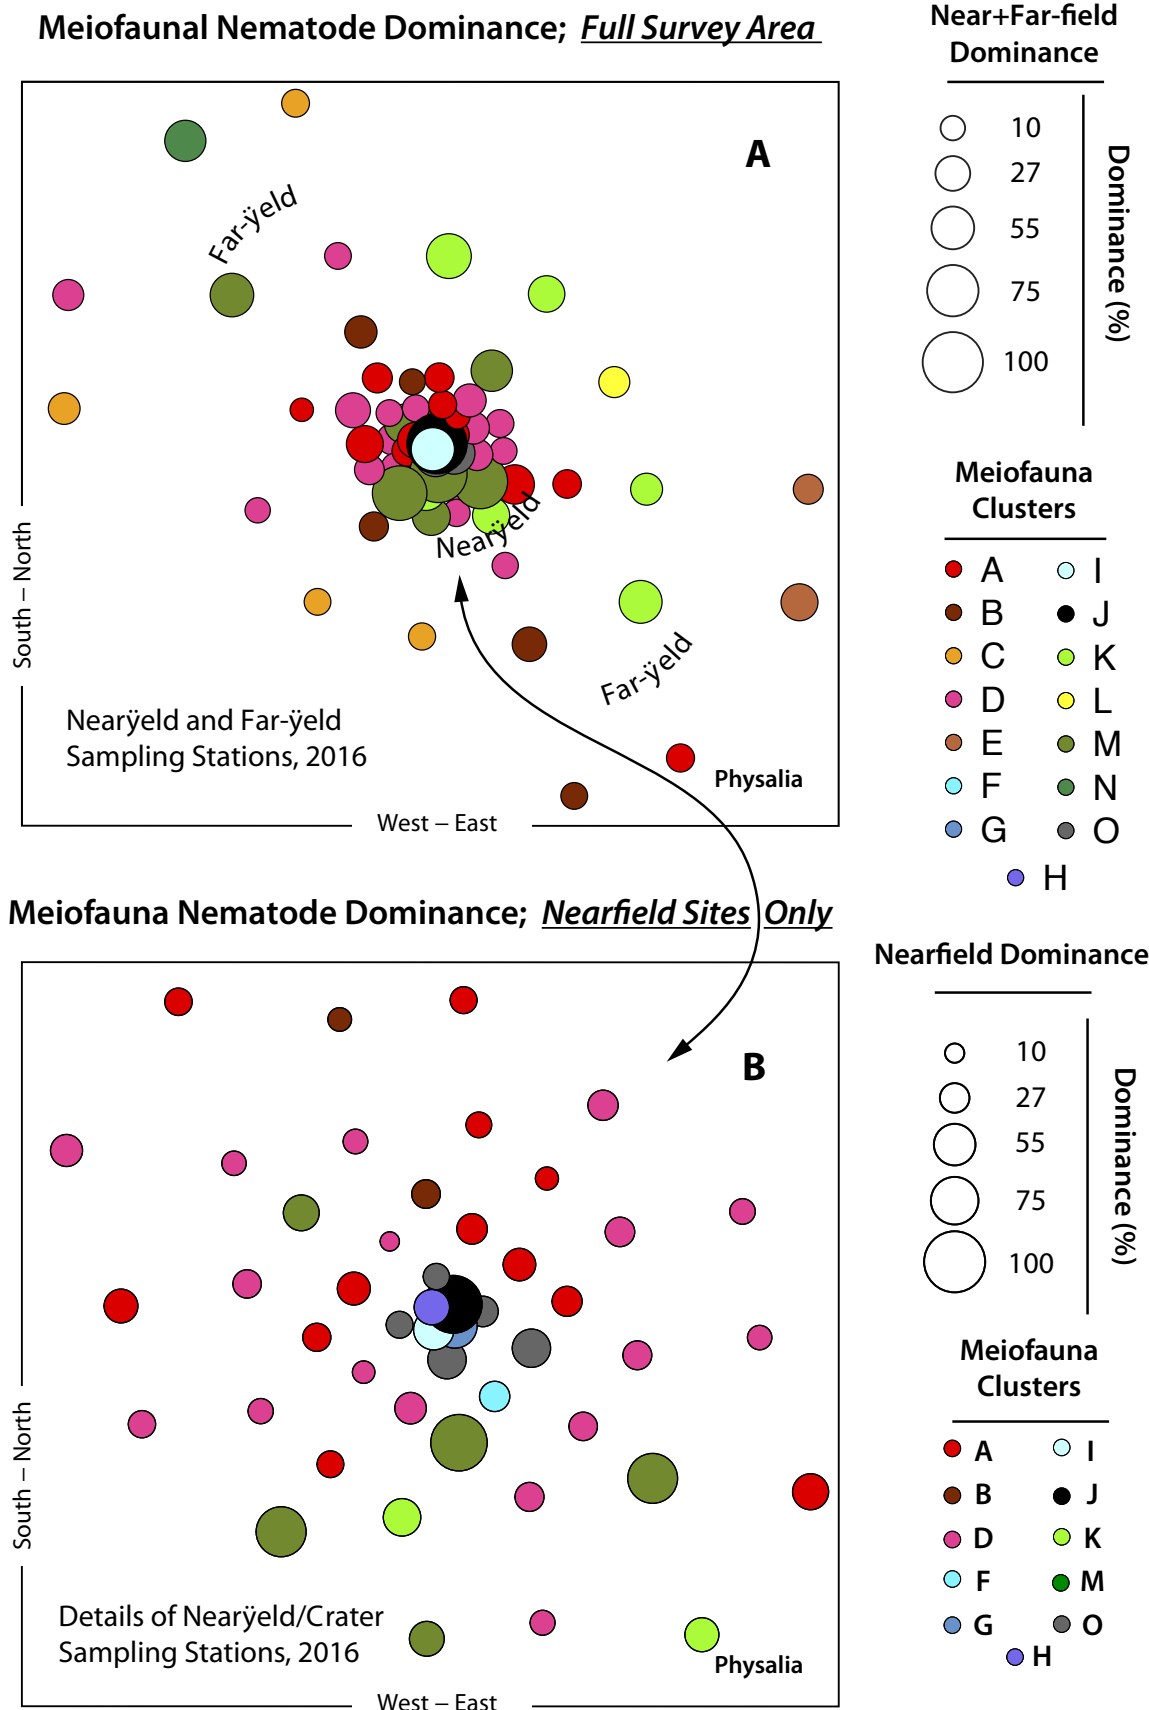 Meiofaunal Nematode Dominance; Full Survey Area
Near+Far-field
Dominance
10
27
55
75
100
Dominance (%)
A
Far-ÿeld
Nearÿeld
Far-ÿeld
South – North
Nearÿeld and Far-ÿeld
Sampling Stations, 2016
Physalia
West – East
Meiofauna
Clusters
A
I
B
J
C
K
D
L
E
M
F
N
G
O
H
Meiofauna Nematode Dominance; Nearfield Sites Only
Nearfield Dominance
10
27
55
75
100
Dominance (%)
B
South – North
Details of Nearÿeld/Crater
Sampling Stations, 2016
Physalia
West – East
Meiofauna
Clusters
A
I
B
J
D
K
F
M
G
O
H